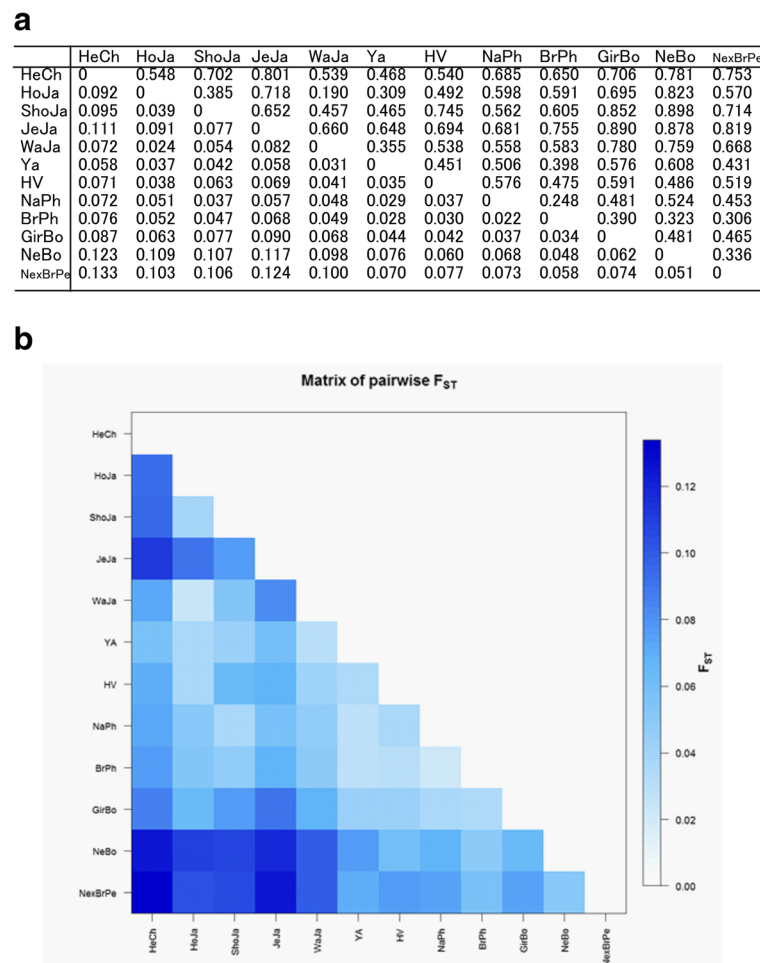 a
HeCh HoJa ShoJa JeJa WaJa Ya HV NaPh BrPh GirBo NeBo NexBrPe
HeCh 0 0.548 0.702 0.801 0.539 0.468 0.540 0.685 0.650 0.706 0.781 0.753
HoJa 0.092 0 0.385 0.718 0.190 0.309 0.492 0.598 0.591 0.695 0.823 0.570
ShoJa 0.095 0.039 0 0.652 0.457 0.465 0.745 0.562 0.605 0.852 0.898 0.714
JeJa 0.111 0.091 0.077 0 0.660 0.648 0.694 0.681 0.755 0.890 0.878 0.819
WaJa 0.072 0.024 0.054 0.082 0 0.355 0.538 0.558 0.583 0.780 0.759 0.668
Ya 0.058 0.037 0.042 0.058 0.031 0 0.451 0.506 0.398 0.576 0.608 0.431
HV 0.071 0.038 0.063 0.069 0.041 0.035 0 0.576 0.475 0.591 0.486 0.519
NaPh 0.072 0.051 0.037 0.057 0.048 0.029 0.037 0 0.248 0.481 0.524 0.453
BrPh 0.076 0.052 0.047 0.068 0.049 0.028 0.030 0.022 0 0.390 0.323 0.306
GirBo 0.087 0.063 0.077 0.090 0.068 0.044 0.042 0.037 0.034 0 0.481 0.465
NeBo 0.123 0.109 0.107 0.117 0.098 0.076 0.060 0.068 0.048 0.062 0 0.336
NexBrPe 0.133 0.103 0.106 0.124 0.100 0.070 0.077 0.073 0.058 0.074 0.051 0
b
Matrix of pairwise FST
HeCh
HoJa
ShoJa
JeJa
WaJa
YA
HV
NaPh
BrPh
GirBo
NeBo
NexBrPe
HeCh HoJa ShoJa JeJa WaJa YA HV NaPh BrPh GirBo NeBo NexBrPe
0.12
0.10
0.08
0.06
0.04
0.02
0.00
FST